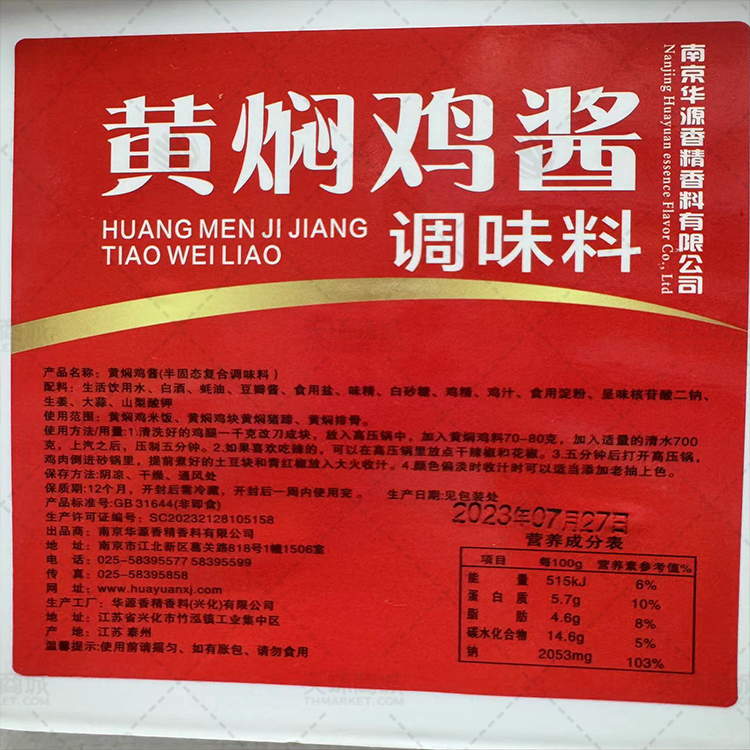 黄焖鸡酱
HUANG MEN JI JIANG
TIAO WEI LIAO
调味料
南京华源香精香料有限公司
Nanjing Huayuan essence Flavor Co., Ltd
产品名称：黄焖鸡酱(半固态复合调味料)
配料：生活饮用水、白酒、蚝油、豆瓣酱、食用盐、味精、白砂糖、鸡精、鸡汁、食用淀粉、呈味核苷酸二钠、
生姜、大蒜、山梨酸钾
使用范围：黄焖鸡米饭、黄焖鸡块黄焖猪蹄、黄焖排骨。
使用方法/用量:1.清洗好的鸡腿一千克改刀成块，放入高压锅中，加入黄焖鸡料70-80克，加入适量的清水700
克，上汽之后，压制五分钟。2.如果喜欢吃辣的，可以在高压锅里放点干辣椒和花椒。3.五分钟后打开高压锅，
鸡肉倒进砂锅里，提前煮好的土豆块和青红椒放入大火收汁。4.颜色偏淡时收汁时可以适当添加老抽上色。
保存方法:阴凉、干燥、通风处
保质期:12个月，开封后需冷藏，开封后一周内使用完。 生产日期:见包装处
产品标准号:GB 31644(非即食)
生产许可证编号：SC20232128105158
2023年07月27日
出品商：南京华源香精香料有限公司
地 址：南京市江北新区葛关路818号1幢1506室
电 话：025-58395577 58395599
传 真：025-58395858
网 址：www.huayuanxj.com
生产工厂：华源香精香料(兴化)有限公司
地 址：江苏省兴化市竹泓镇工业集中区
产 地：江苏 泰州
温馨提示:使用前请摇匀、如有胀包、请勿食用
营养成分表
项目 每100g 营养素参考值%
能 量 515kJ 6%
蛋 白 质 5.7g 10%
脂 肪 4.6g 8%
碳水化合物 14.6g 5%
钠 2053mg 103%
THMARKET.COM